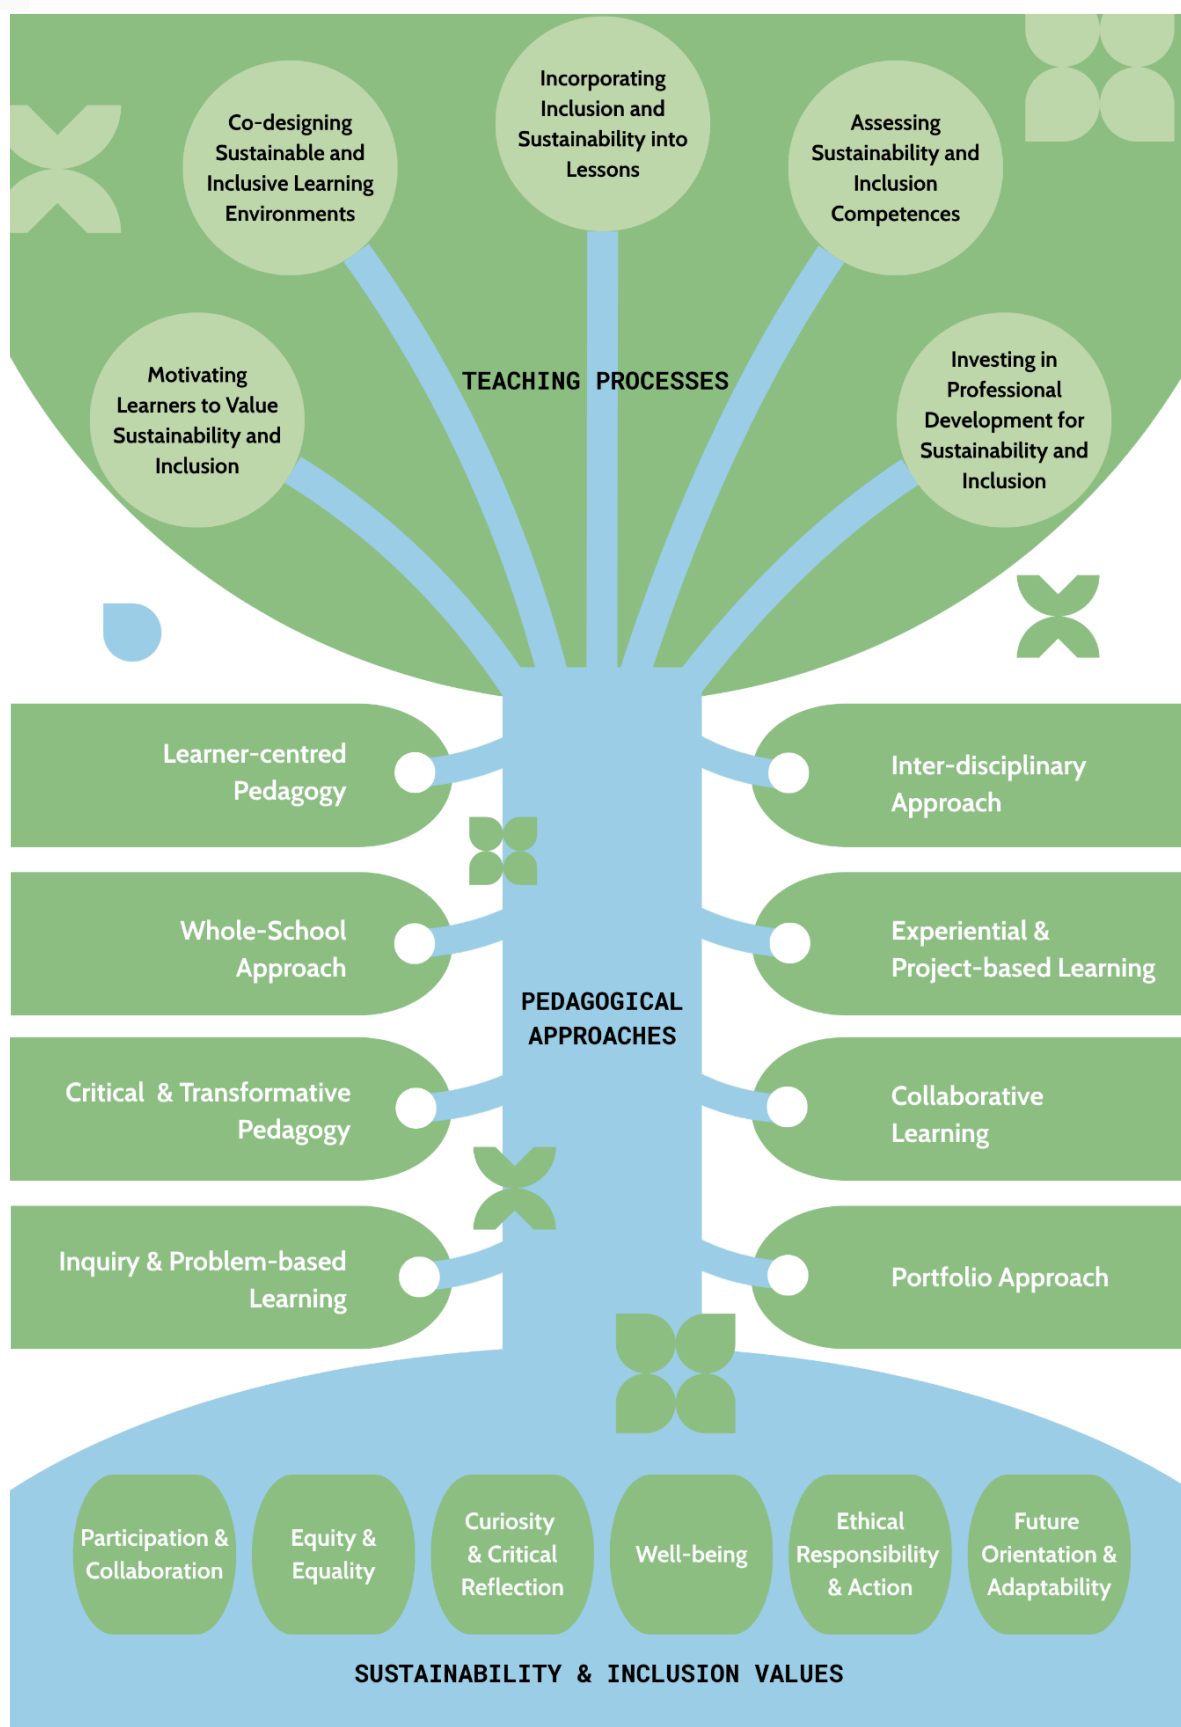 Incorporating
Inclusion and
Sustainability into
Lessons
Co-designing
Sustainable and
Inclusive Learning
Environments
Assessing
Sustainability and
Inclusion
Competences
Motivating
Learners to Value
Sustainability and
Inclusion
TEACHING PROCESSES
Investing in
Professional
Development for
Sustainability and
Inclusion
Learner-centred
Pedagogy
Inter-disciplinary
Approach
Whole-School
Approach
Experiential &
Project-based Learning
PEDAGOGICAL
APPROACHES
Critical & Transformative
Pedagogy
Collaborative
Learning
Inquiry & Problem-based
Learning
Portfolio Approach
Participation &
Collaboration
Equity &
Equality
Curiosity
& Critical
Reflection
Well-being
Ethical
Responsibility
& Action
Future
Orientation &
Adaptability
SUSTAINABILITY & INCLUSION VALUES